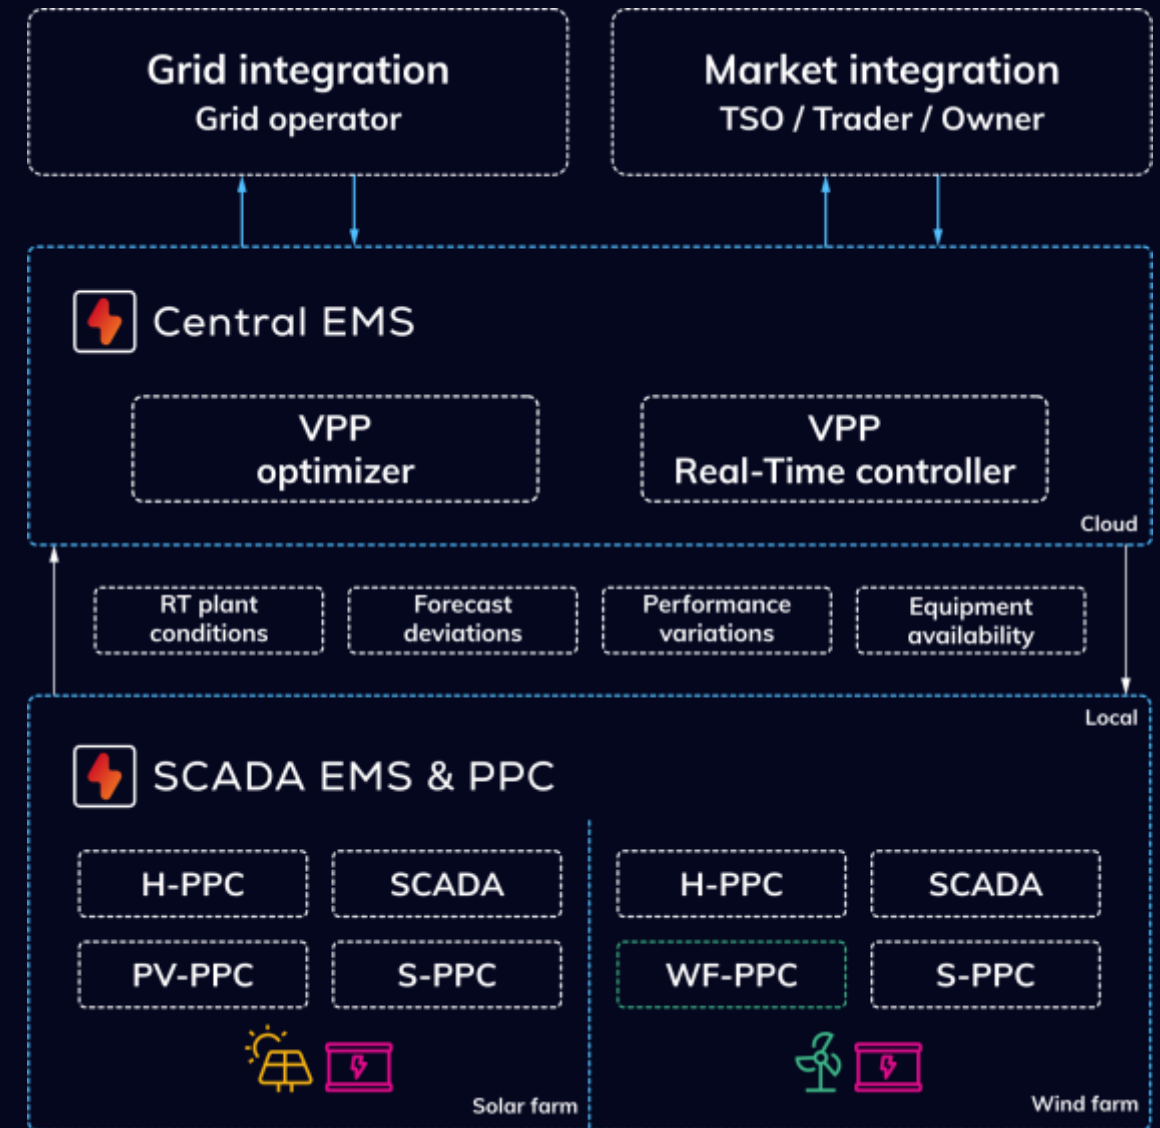 Grid integration
Grid operator
Market integration
TSO / Trader / Owner
Central EMS
VPP
optimizer
VPP
Real-Time controller
Cloud
RT plant
conditions
Forecast
deviations
Performance
variations
Equipment
availability
Local
SCADA EMS & PPC
H-PPC
SCADA
PV-PPC
S-PPC
Solar farm
H-PPC
SCADA
WF-PPC
S-PPC
Wind farm